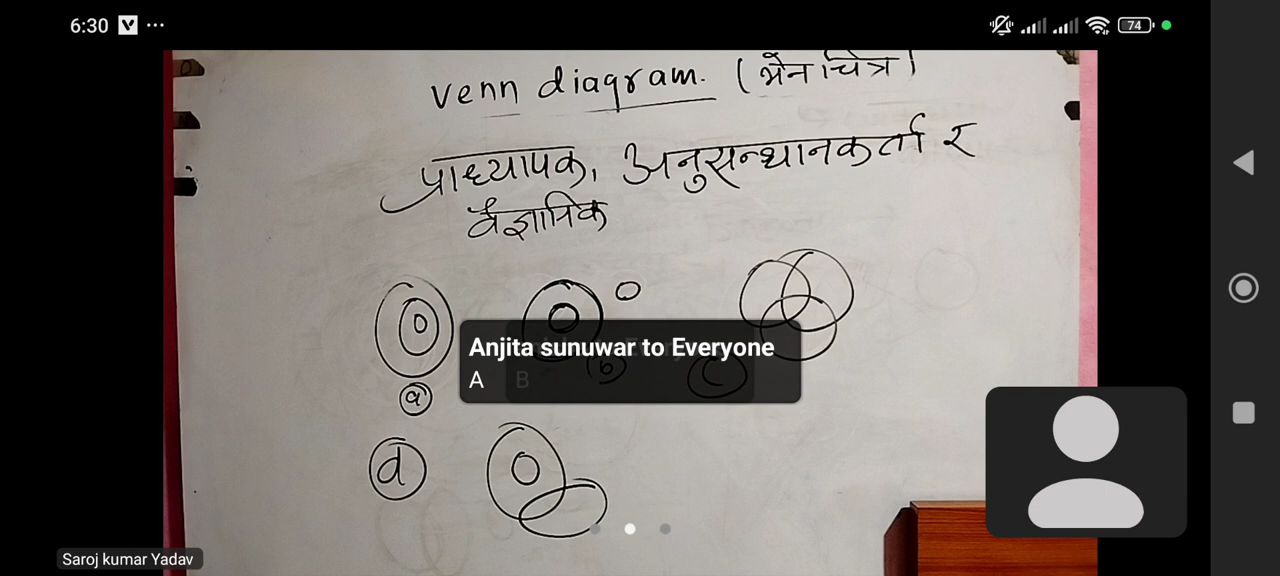 6:30 ...
74
venn diagram. (भेनचित्र)
प्राध्यापक, अनुसन्धानकर्ता र
वैज्ञानिक
Anjita sunuwar to Everyone
A B
(b) (c)
(a)
(d)
Saroj kumar Yadav